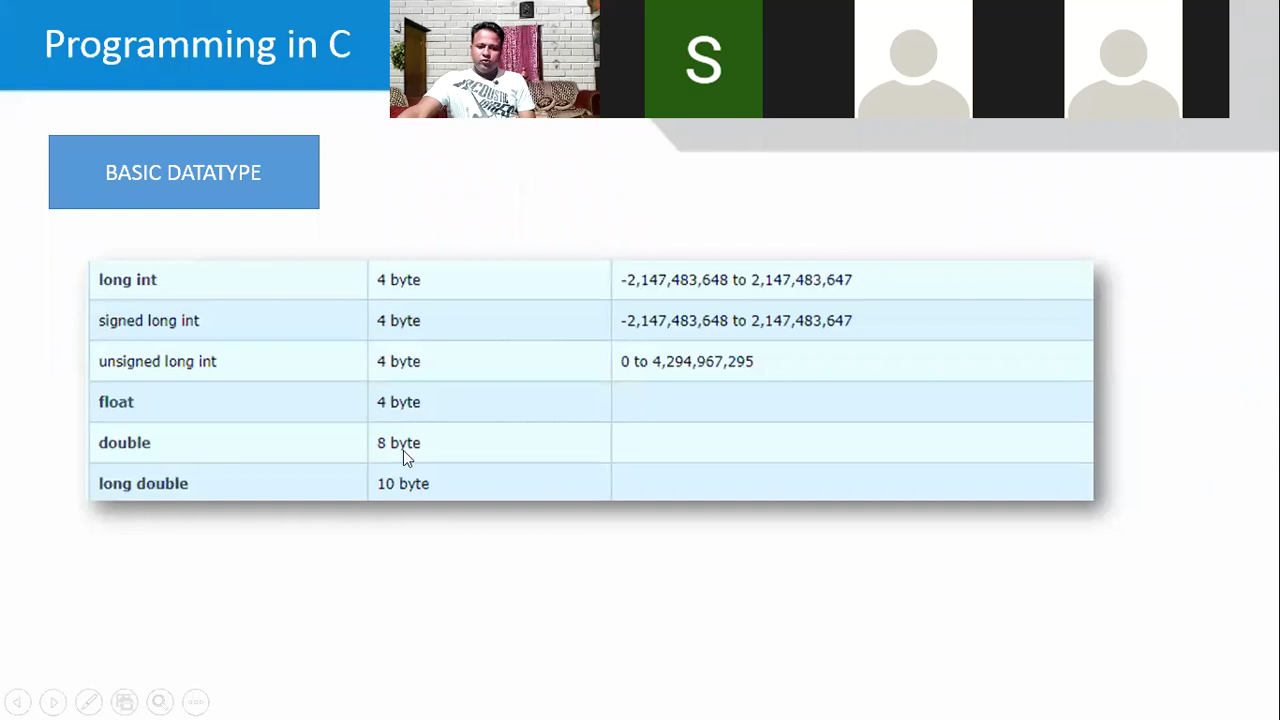 Programming in C
S
BASIC DATATYPE
long int 4 byte -2,147,483,648 to 2,147,483,647
signed long int 4 byte -2,147,483,648 to 2,147,483,647
unsigned long int 4 byte 0 to 4,294,967,295
float 4 byte
double 8 byte
long double 10 byte